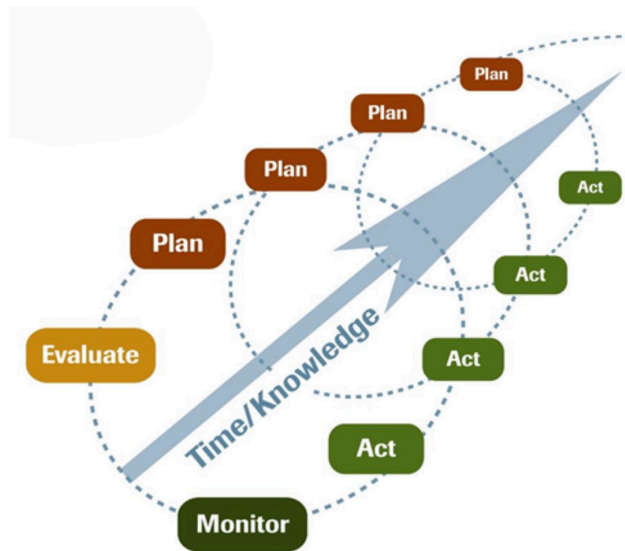 Plan
Plan
Plan
Plan
Act
Act
Evaluate
Act
Time/Knowledge
Act
Monitor